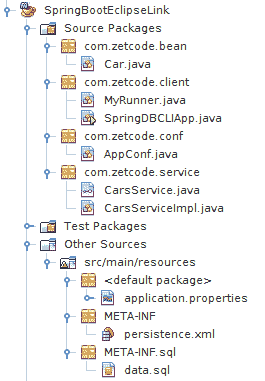 SpringBootEclipseLink
Source Packages
com.zetcode.bean
Car.java
com.zetcode.client
MyRunner.java
SpringDBCLIApp.java
com.zetcode.conf
AppConf.java
com.zetcode.service
CarsService.java
CarsServiceImpl.java
Test Packages
Other Sources
src/main/resources
<default package>
application.properties
META-INF
persistence.xml
META-INF.sql
data.sql